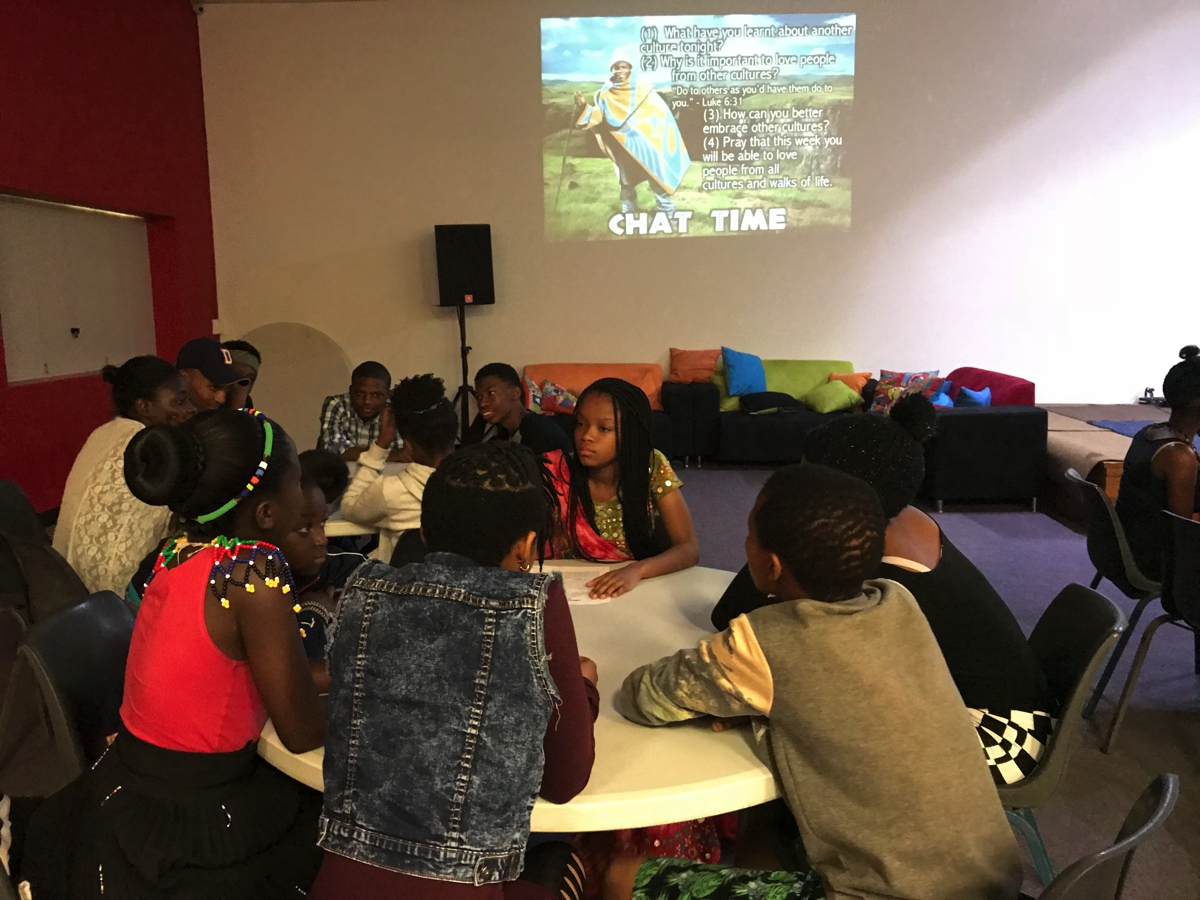 (1) What have you learnt about another
culture tonight?
(2) Why is it important to love people
from other cultures?
"Do to others as you'd have them do to
you." - Luke 6:31
(3) How can you better
embrace other cultures?
(4) Pray that this week you
will be able to love
people from all
cultures and walks of life.
CHAT TIME